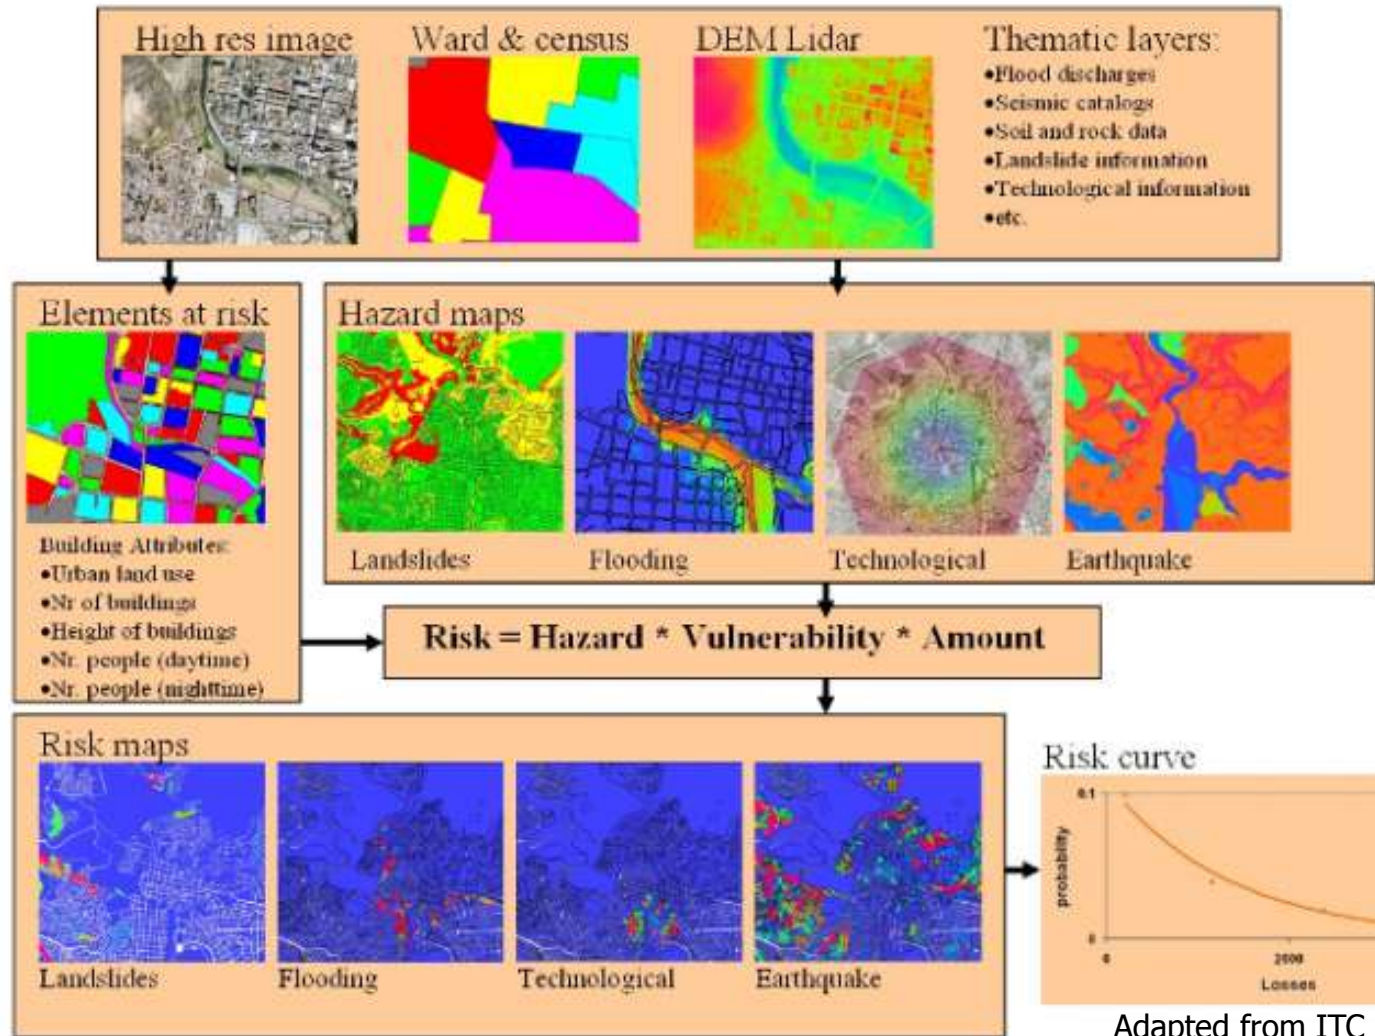 High res image
Ward & census
DEM Lidar
Thematic layers:
•Flood discharges
•Seismic catalogs
•Soil and rock data
•Landslide information
•Technological information
•etc.
Elements at risk
Building Attributes:
•Urban land use
•Nr of buildings
•Height of buildings
•Nr. people (daytime)
•Nr. people (nighttime)
Hazard maps
Landslides
Flooding
Technological
Earthquake
Risk = Hazard * Vulnerability * Amount
Risk maps
Landslides
Flooding
Technological
Earthquake
Risk curve
0.1
probability
0
0
2000
Losses
Adapted from ITC